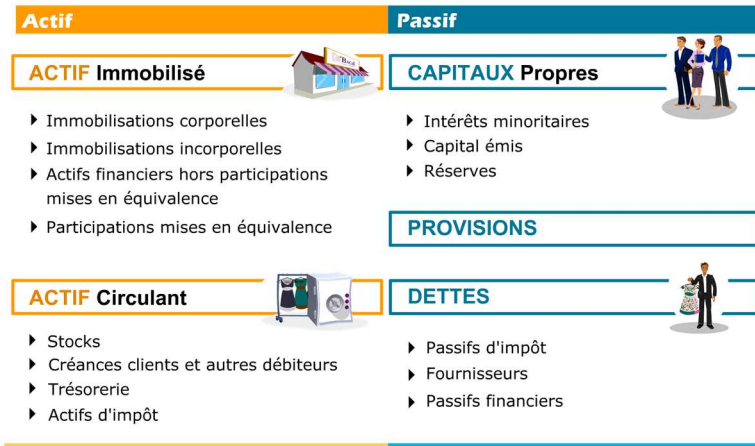 Actif
Passif
ACTIF Immobilisé
CAPITAUX Propres
Immobilisations corporelles
Immobilisations incorporelles
Actifs financiers hors participations
mises en équivalence
Participations mises en équivalence
Intérêts minoritaires
Capital émis
Réserves
PROVISIONS
ACTIF Circulant
DETTES
Stocks
Créances clients et autres débiteurs
Trésorerie
Actifs d'impôt
Passifs d'impôt
Fournisseurs
Passifs financiers